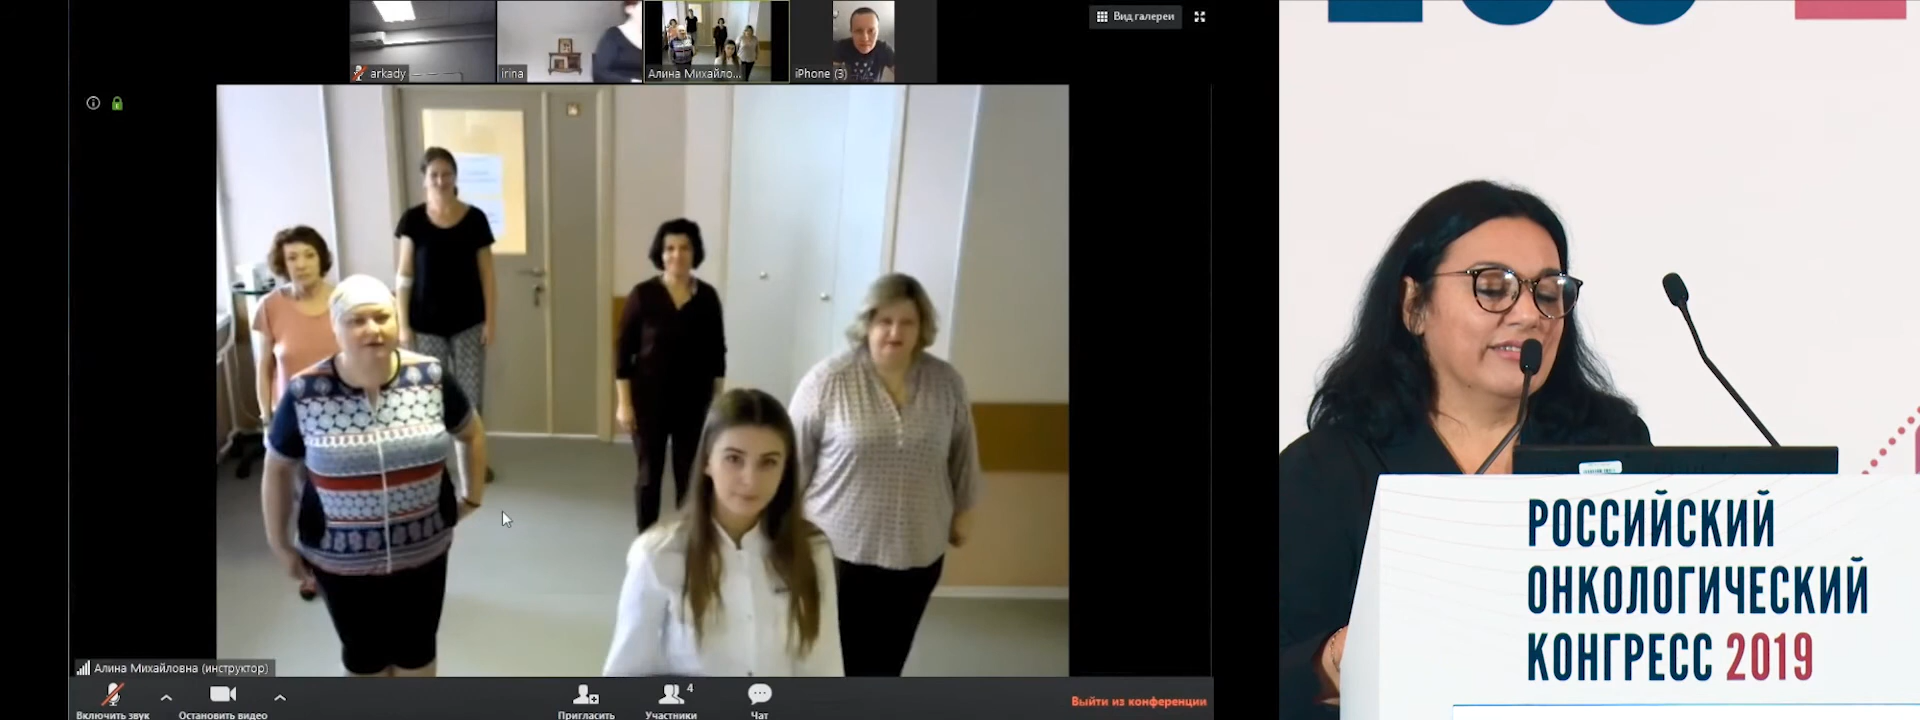 arkady
irina
Алина Михайло...
iPhone (3)
Вид галереи
Алина Михайловна (инструктор)
Включить звук
Остановить видео
Пригласить
4
Участники
Чат
Выйти из конференции
РОССИЙСКИЙ
ОНКОЛОГИЧЕСКИЙ
КОНГРЕСС 2019